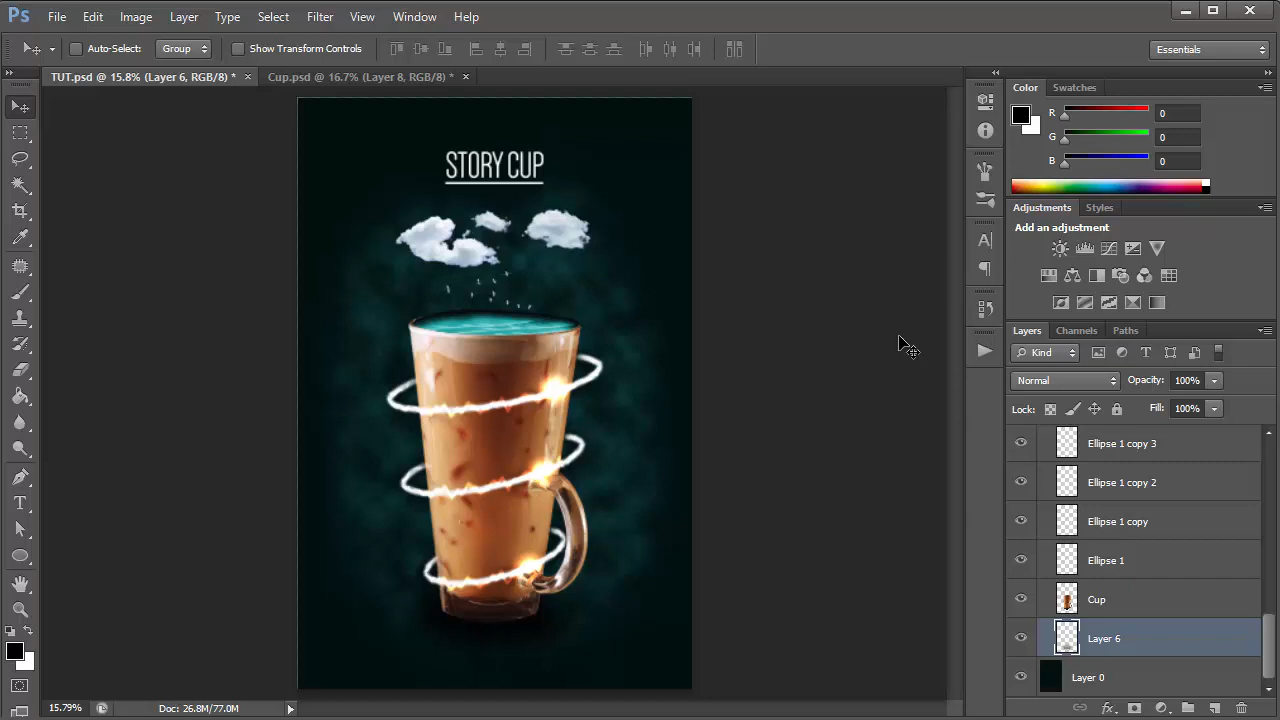 Ps File Edit Image Layer Type Select Filter View Window Help
Auto-Select: Group Show Transform Controls Essentials
TUT.psd @ 15.8% (Layer 6, RGB/8) * × Cup.psd @ 16.7% (Layer 8, RGB/8) * ×
STORY CUP
15.79% Doc: 26.8M/77.0M
Color Swatches
R 0
G 0
B 0
Adjustments Styles
Add an adjustment
Layers Channels Paths
Kind
Normal Opacity: 100%
Lock: Fill: 100%
Ellipse 1 copy 3
Ellipse 1 copy 2
Ellipse 1 copy
Ellipse 1
Cup
Layer 6
Layer 0